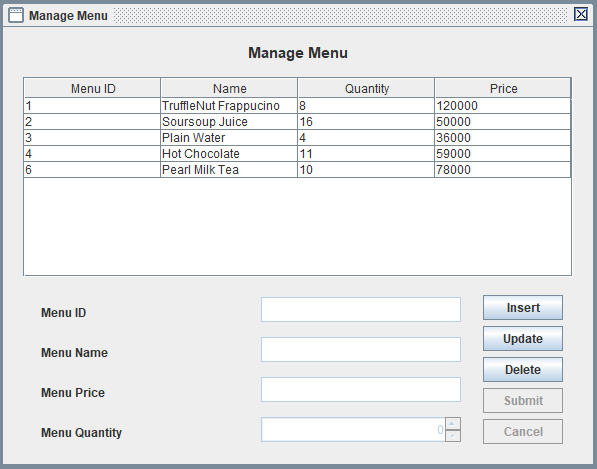 Manage Menu
Manage Menu
Menu ID Name Quantity Price
1 TruffleNut Frappucino 8 120000
2 Soursoup Juice 16 50000
3 Plain Water 4 36000
4 Hot Chocolate 11 59000
6 Pearl Milk Tea 10 78000
Menu ID Insert
Update
Menu Name
Delete
Menu Price Submit
Menu Quantity 0 Cancel